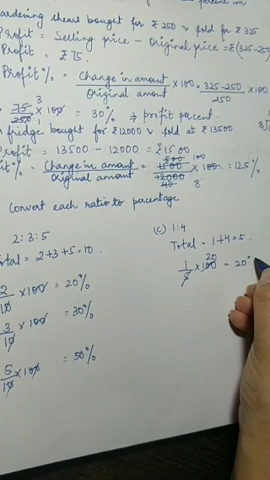 ardening shears bought for ₹ 250 & sold for ₹ 325
Profit = Selling price - Original price = ₹(325-250
Profit = ₹ 75.
Profit % = Change in amount / Original amount × 100 = 325-250 / 250 × 100
= 75 / 250 × 100 = 30% ⇒ profit percent.
fridge bought for ₹ 12000 & sold at ₹ 13500
Profit = 13500 - 12000 = ₹ 1500
it% = Change in amount / Original amount = 1500 / 12000 × 100 = 12.5%
Convert each ratio to pacentage
2:3:5
otal = 2+3+5=10
2/10 × 100 = 20%
3/10 × 100 = 30%
5/10 × 100 = 50%
(c) 1:4
Total = 1+4=5.
1/5 × 100 20 = 20°